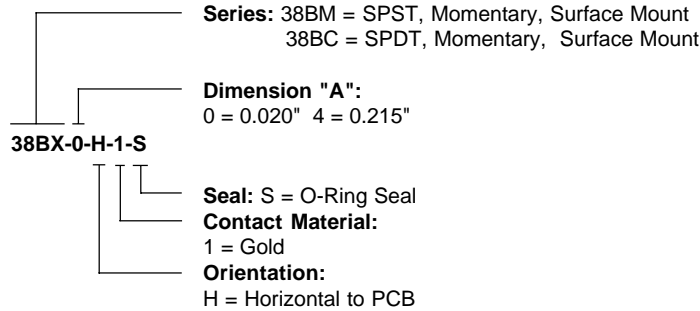 Series: 38BM = SPST, Momentary, Surface Mount
38BC = SPDT, Momentary, Surface Mount
Dimension "A":
0 = 0.020" 4 = 0.215"
38BX-0-H-1-S
Seal: S = O-Ring Seal
Contact Material:
1 = Gold
Orientation:
H = Horizontal to PCB